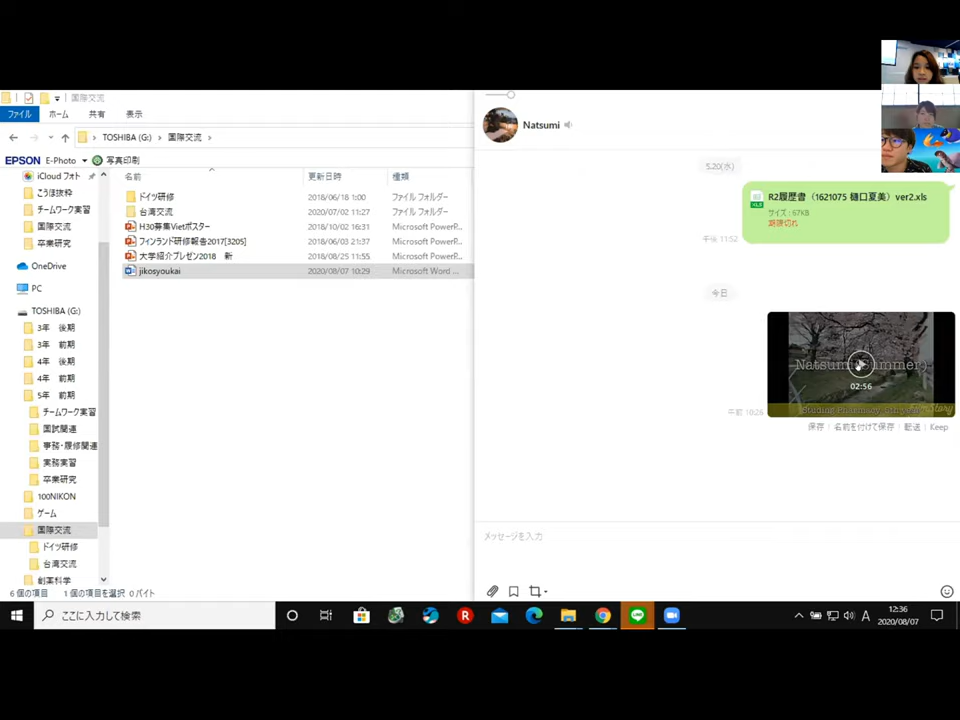 国際交流
ファイル ホーム 共有 表示
TOSHIBA (G:) 国際交流
EPSON E-Photo 写真印刷
iCloud フォト
こうほ抜粋
チームワーク実習
国際交流
卒業研究
OneDrive
PC
TOSHIBA (G:)
3年 後期
3年 前期
4年 後期
4年 前期
5年 前期
チームワーク実習
国試関連
事務・履修関連
実務実習
卒業研究
100NIKON
ゲーム
国際交流
ドイツ研修
台湾交流
創薬科学
名前 更新日時 種類
ドイツ研修 2018/06/18 1:00 ファイル フォルダー
台湾交流 2020/07/02 11:27 ファイル フォルダー
H30募集Vietポスター 2018/10/02 16:31 Microsoft PowerP...
フィンランド研修報告2017[3205] 2018/06/03 21:37 Microsoft PowerP...
大学紹介プレゼン2018 新 2018/08/25 11:55 Microsoft PowerP...
jikosyoukai 2020/08/07 10:29 Microsoft Word ...
6 個の項目 1 個の項目を選択 0 バイト
Natsumi
5.20(水)
R2履歴書（1621075 樋口夏美）ver2.xls
サイズ : 67KB
期限切れ
午後 11:52
今日
Natsumi(Summer)
02:56
Studing Pharmacy, 5th year
午前 10:26
保存 | 名前を付けて保存 | 転送 | Keep
メッセージを入力
ここに入力して検索
A
12:36
2020/08/07